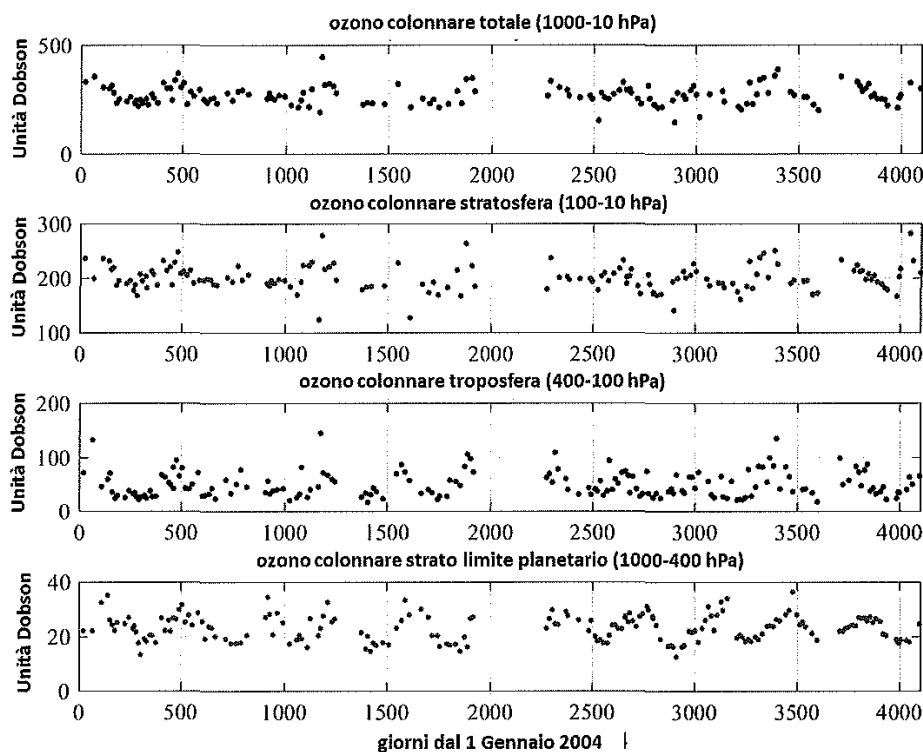 ozono colonnare totale (1000-10 hPa)
Unità Dobson
500
0
0 500 1000 1500 2000 2500 3000 3500 4000
ozono colonnare stratosfera (100-10 hPa)
Unità Dobson
300
200
100
0 500 1000 1500 2000 2500 3000 3500 4000
ozono colonnare troposfera (400-100 hPa)
Unità Dobson
200
100
0
0 500 1000 1500 2000 2500 3000 3500 4000
ozono colonnare strato limite planetario (1000-400 hPa)
Unità Dobson
40
20
0
0 500 1000 1500 2000 2500 3000 3500 4000
giorni dal 1 Gennaio 2004